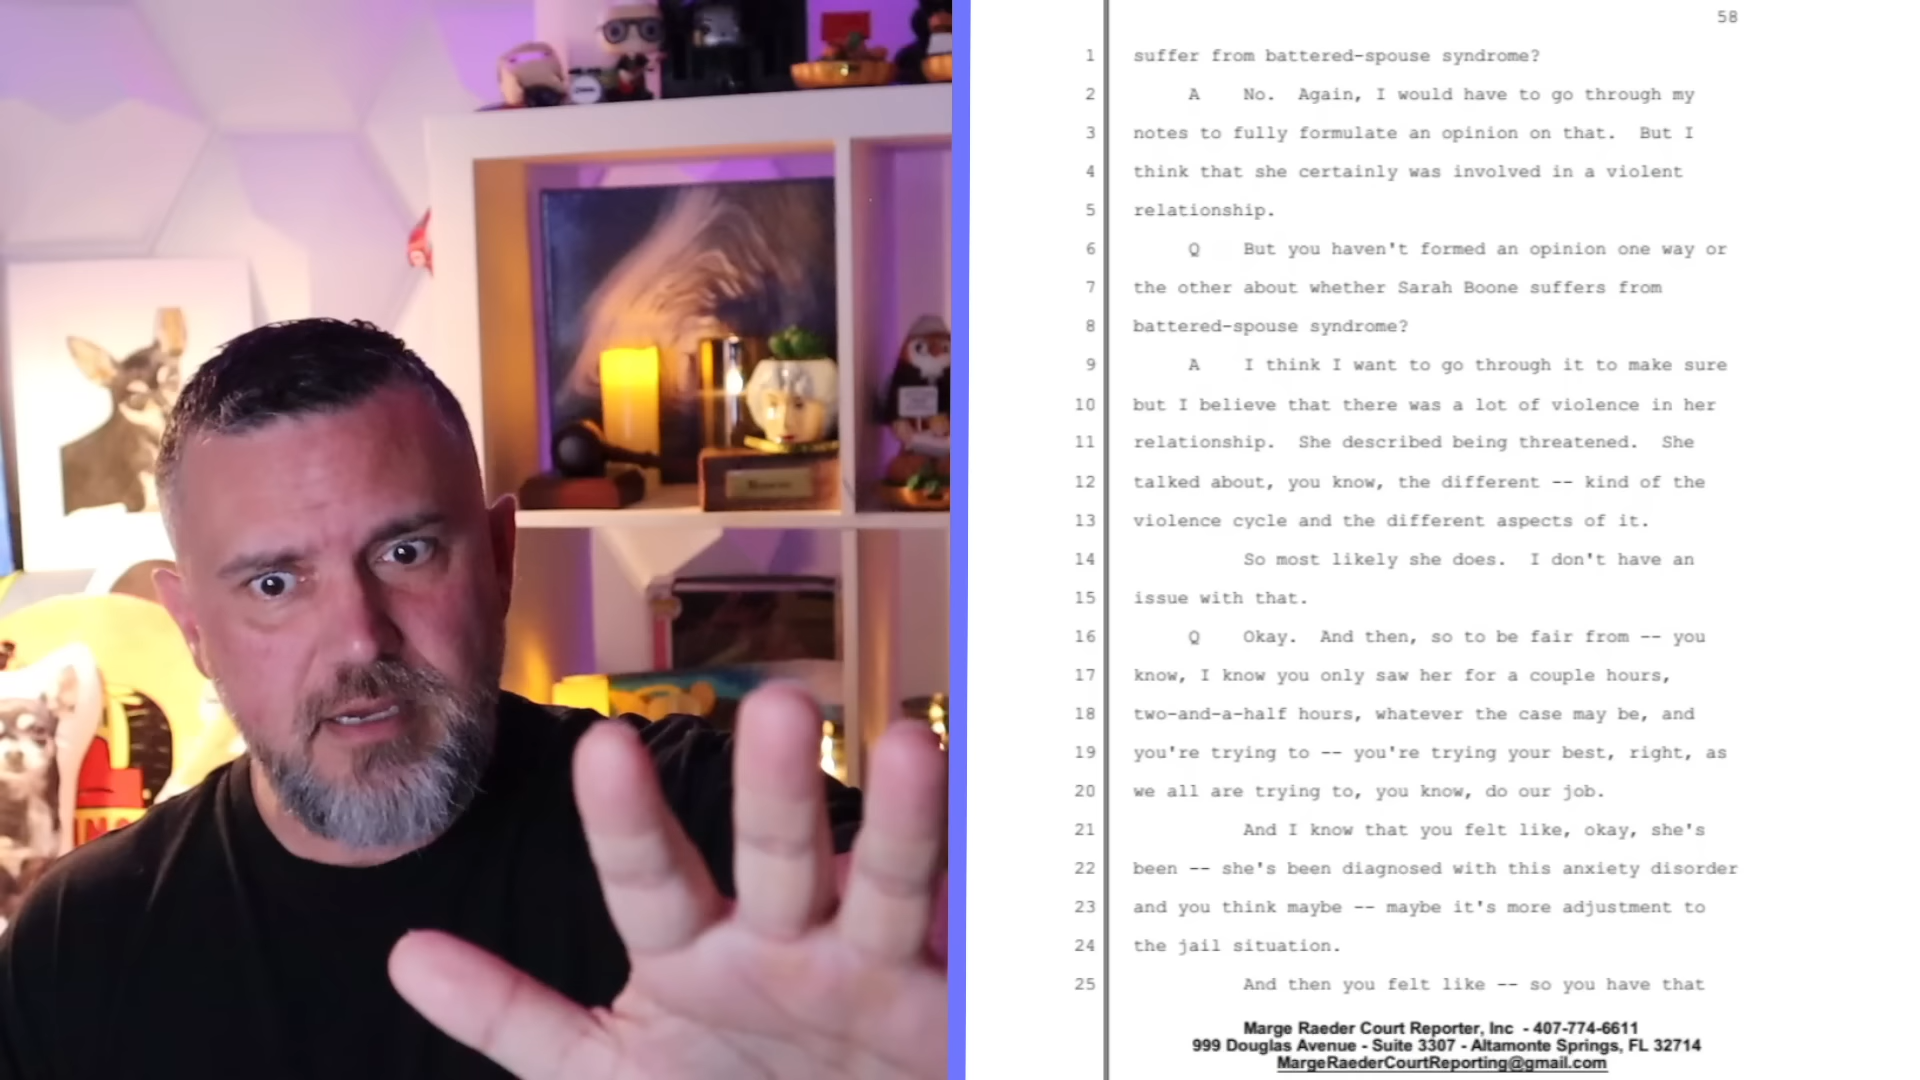 58
1 suffer from battered-spouse syndrome?
2 A No. Again, I would have to go through my
3 notes to fully formulate an opinion on that. But I
4 think that she certainly was involved in a violent
5 relationship.
6 Q But you haven't formed an opinion one way or
7 the other about whether Sarah Boone suffers from
8 battered-spouse syndrome?
9 A I think I want to go through it to make sure
10 but I believe that there was a lot of violence in her
11 relationship. She described being threatened. She
12 talked about, you know, the different -- kind of the
13 violence cycle and the different aspects of it.
14 So most likely she does. I don't have an
15 issue with that.
16 Q Okay. And then, so to be fair from -- you
17 know, I know you only saw her for a couple hours,
18 two-and-a-half hours, whatever the case may be, and
19 you're trying to -- you're trying your best, right, as
20 we all are trying to, you know, do our job.
21 And I know that you felt like, okay, she's
22 been -- she's been diagnosed with this anxiety disorder
23 and you think maybe -- maybe it's more adjustment to
24 the jail situation.
25 And then you felt like -- so you have that
Marge Raeder Court Reporter, Inc - 407-774-6611
999 Douglas Avenue - Suite 3307 - Altamonte Springs, FL 32714
MargeRaederCourtReporting@gmail.com